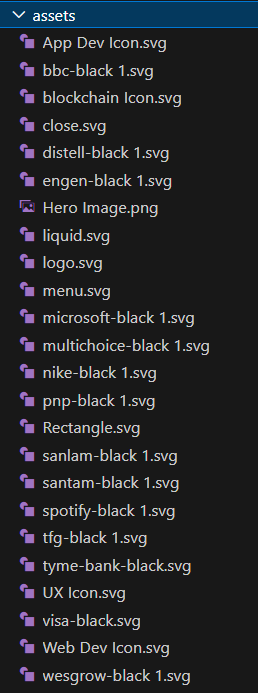 assets
App Dev Icon.svg
bbc-black 1.svg
blockchain Icon.svg
close.svg
distell-black 1.svg
engen-black 1.svg
Hero Image.png
liquid.svg
logo.svg
menu.svg
microsoft-black 1.svg
multichoice-black 1.svg
nike-black 1.svg
pnp-black 1.svg
Rectangle.svg
sanlam-black 1.svg
santam-black 1.svg
spotify-black 1.svg
tfg-black 1.svg
tyme-bank-black.svg
UX Icon.svg
visa-black.svg
Web Dev Icon.svg
wesgrow-black 1.svg